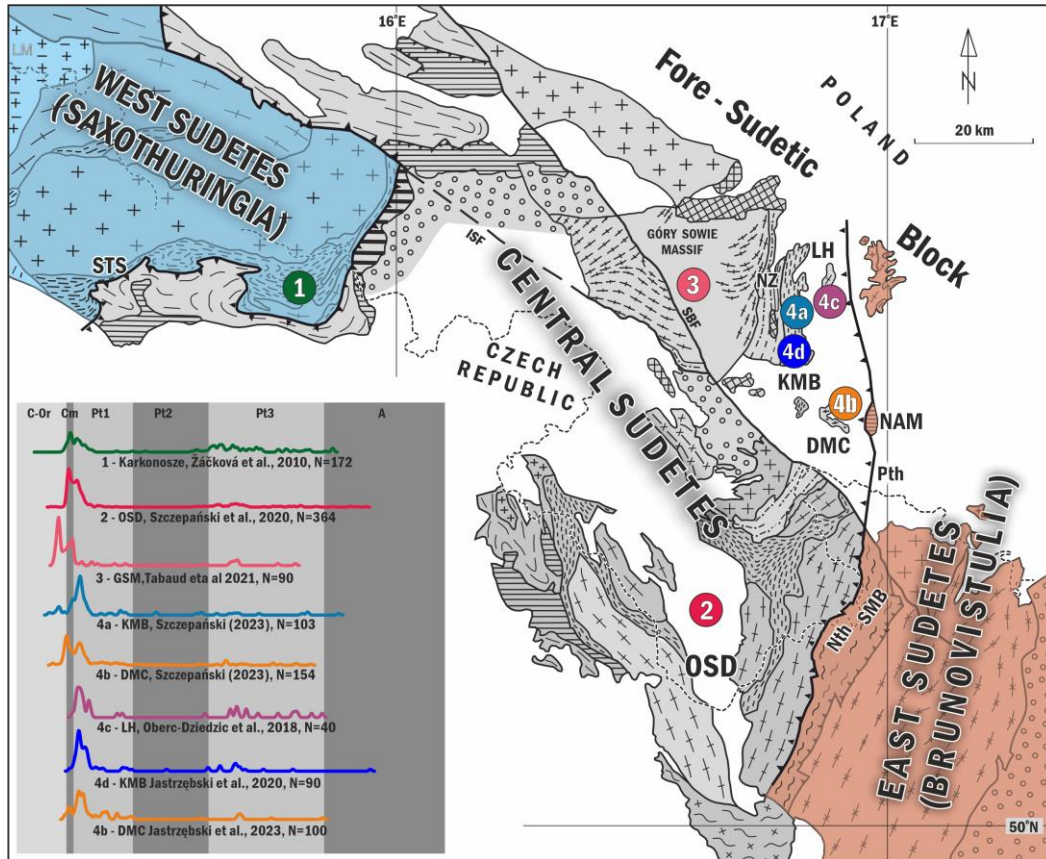 16°E
17°E
LM
WEST SUDETES
(SAXOTHURINGIA)
Fore - Sudetic
Block
POLAND
N
20 km
STS
1
ISF
GÓRY SOWIE
MASSIF
3
SBF
NZ
LH
4a
4c
4d
KMB
4b
DMC
NAM
Pth
CZECH
REPUBLIC
CENTRAL SUDETES
2
OSD
Nth
SMB
EAST SUDETES
(BRUNOVISTULIA)
50°N
C-Or Cm Pt1 Pt2 Pt3 A
1 - Karkonosze, Žáčková et al., 2010, N=172
2 - OSD, Szczepański et al., 2020, N=364
3 - GSM,Tabaud eta al 2021, N=90
4a - KMB, Szczepański (2023), N=103
4b - DMC, Szczepański (2023), N=154
4c - LH, Oberc-Dziedzic et al., 2018, N=40
4d - KMB Jastrzębski et al., 2020, N=90
4b - DMC Jastrzębski et al., 2023, N=100